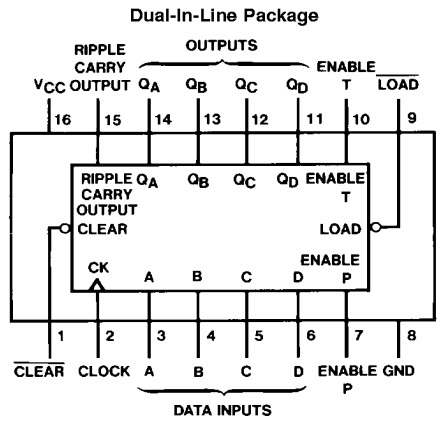 Dual-In-Line Package
RIPPLE
CARRY
OUTPUT
OUTPUTS
VCC
QA
QB
QC
QD
ENABLE
T
LOAD
16
15
14
13
12
11
10
9
RIPPLE
CARRY
OUTPUT
QA
QB
QC
QD
ENABLE
T
CLEAR
LOAD
CK
A
B
C
D
ENABLE
P
1
2
3
4
5
6
7
8
CLEAR
CLOCK
A
B
C
D
ENABLE
P
GND
DATA INPUTS